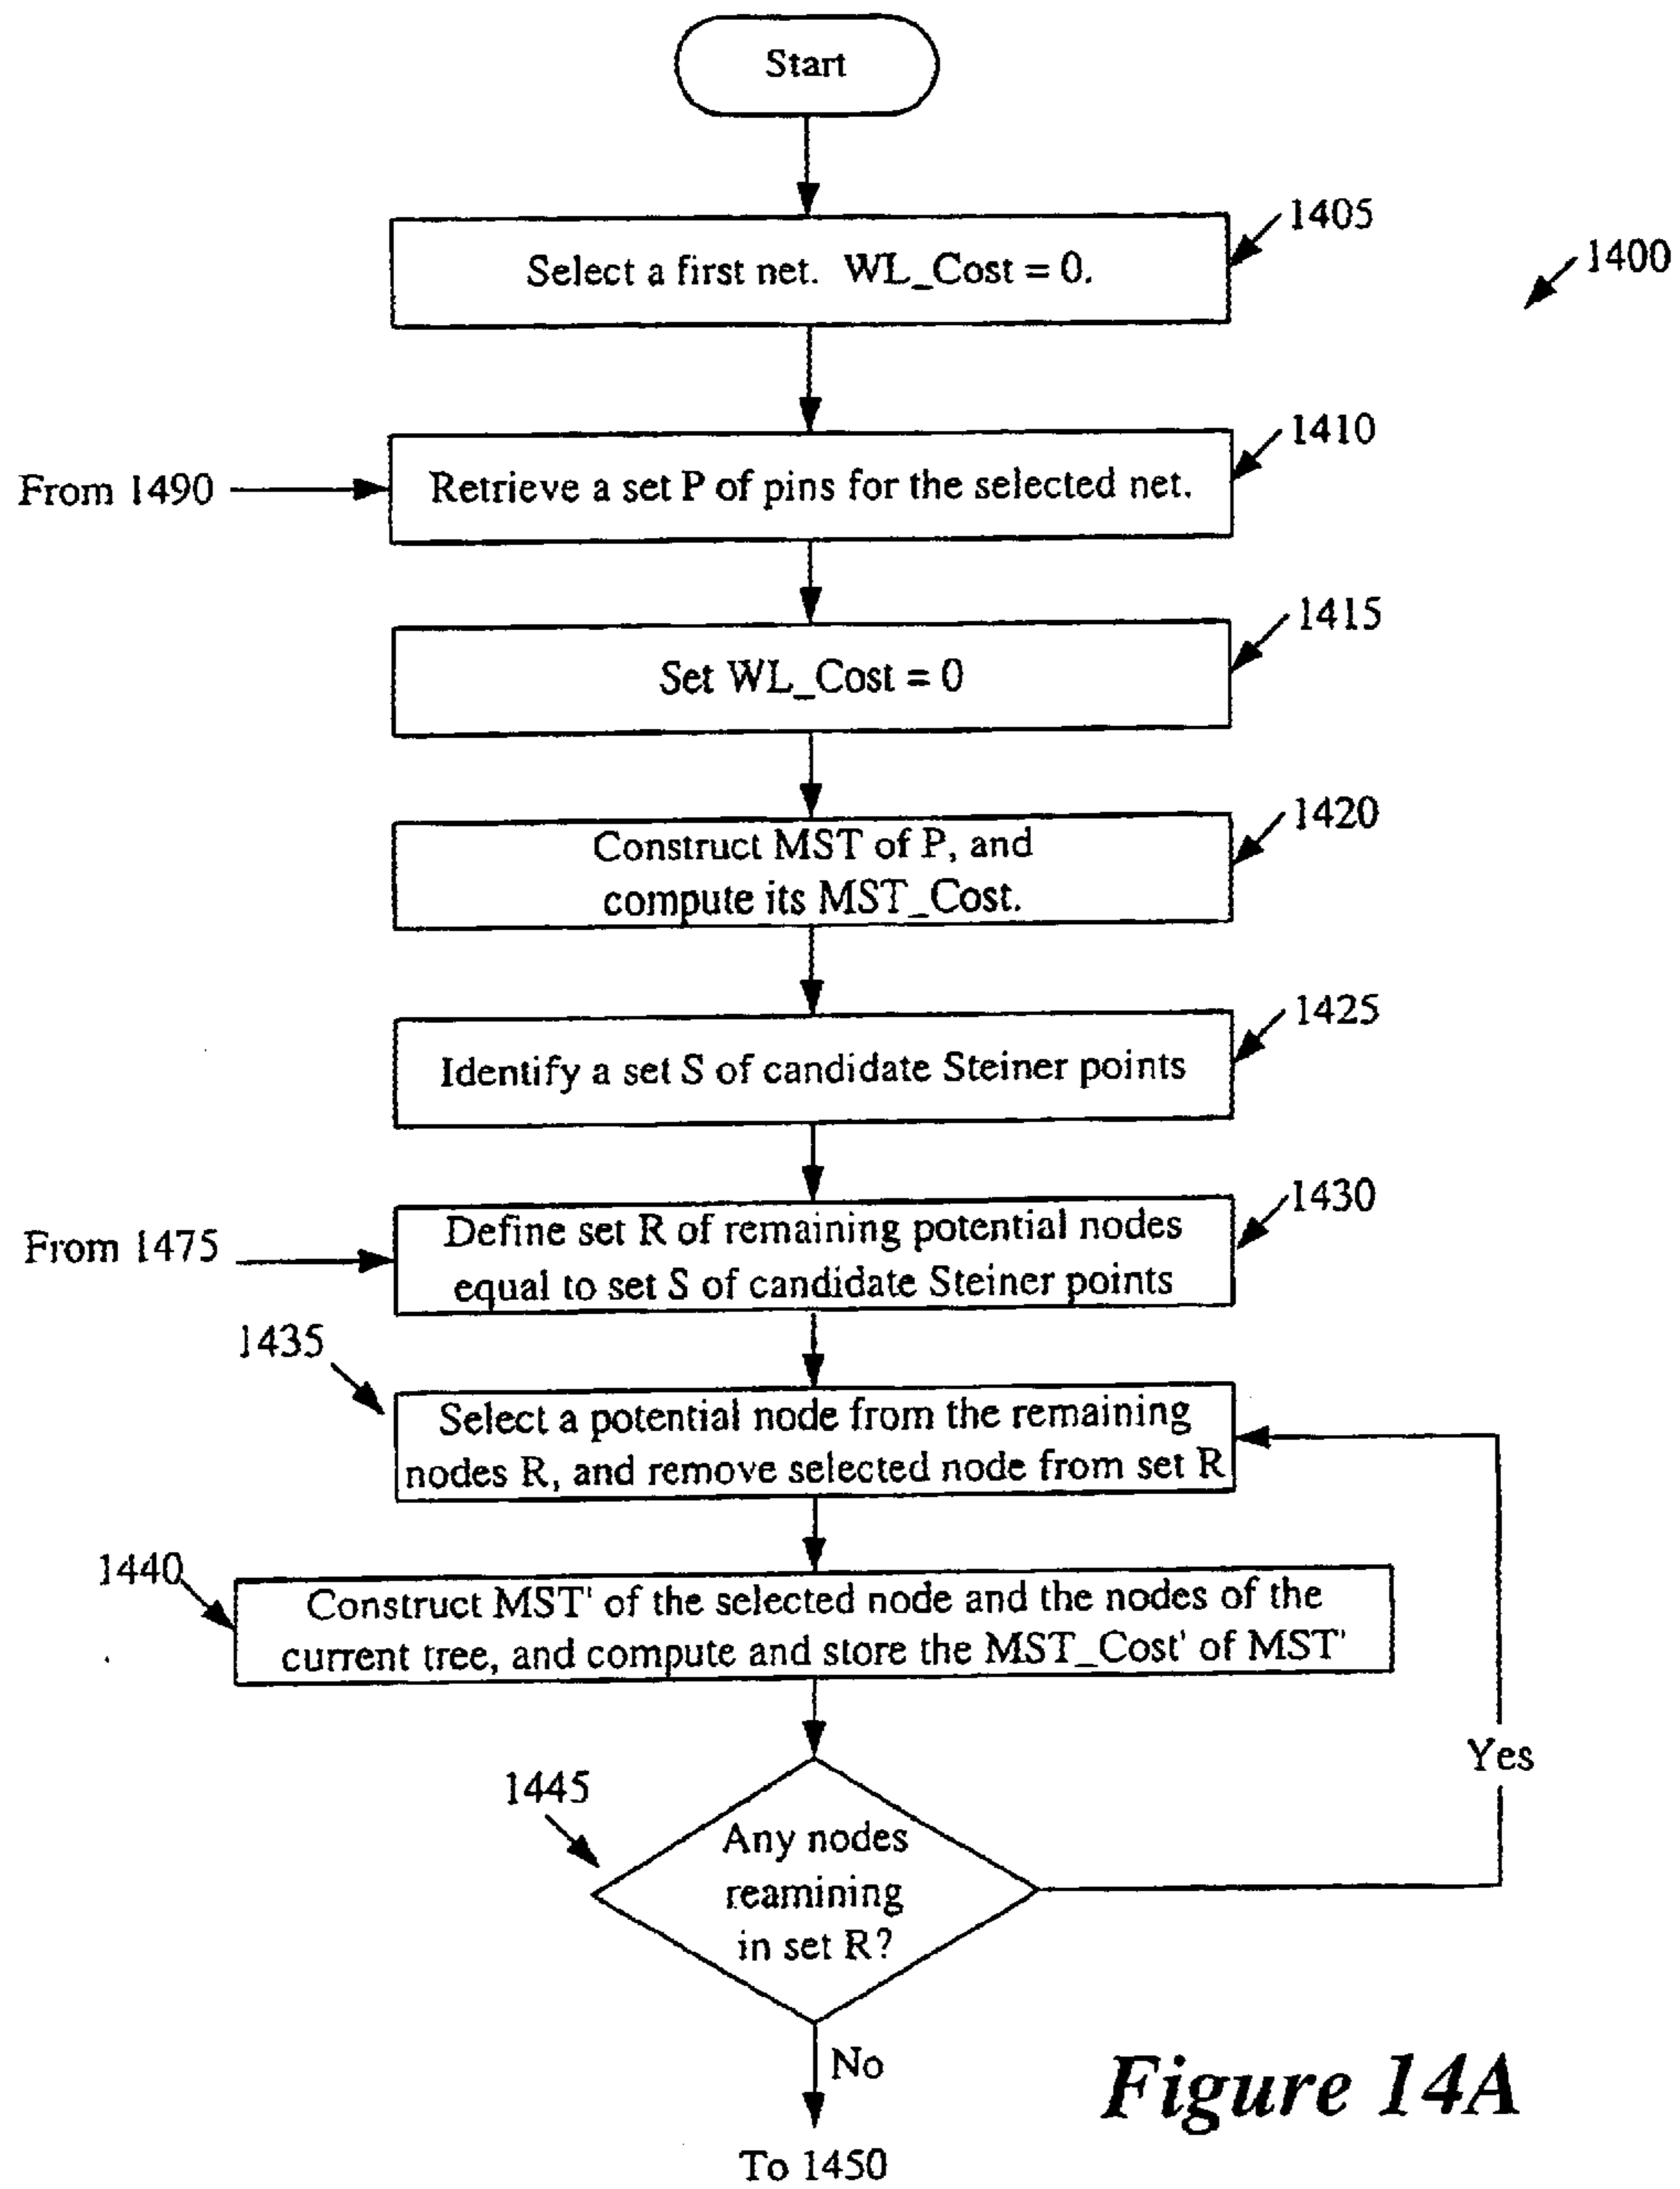 Start
1405
Select a first net. WL_Cost = 0.
1400
1410
From 1490
Retrieve a set P of pins for the selected net.
1415
Set WL_Cost = 0
1420
Construct MST of P, and
compute its MST_Cost.
1425
Identify a set S of candidate Steiner points
1430
From 1475
Define set R of remaining potential nodes
equal to set S of candidate Steiner points
1435
Select a potential node from the remaining
nodes R, and remove selected node from set R
1440
Construct MST' of the selected node and the nodes of the
current tree, and compute and store the MST_Cost' of MST'
Yes
1445
Any nodes
reamining
in set R?
No
Figure 14A
To 1450